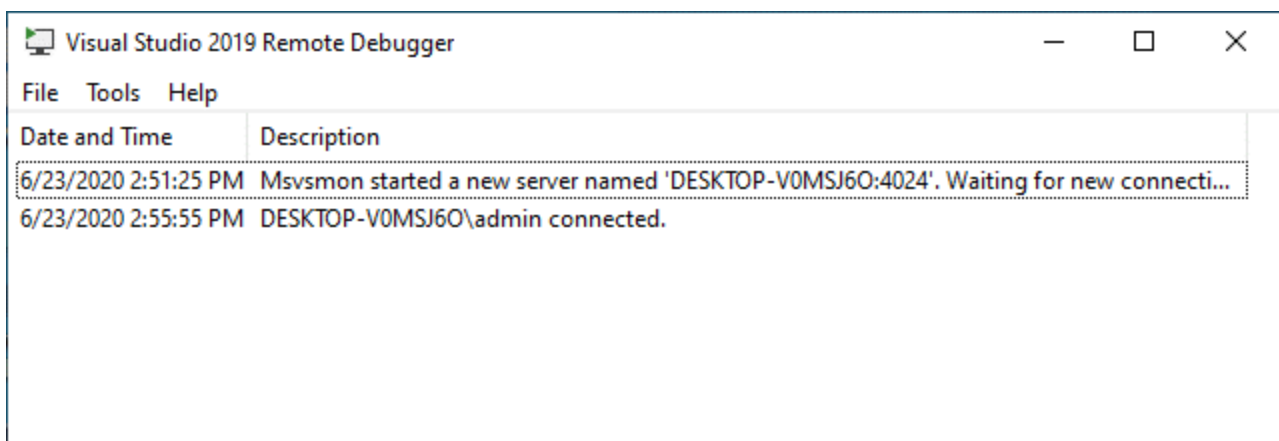 Visual Studio 2019 Remote Debugger
File Tools Help
Date and Time Description
6/23/2020 2:51:25 PM Msvsmon started a new server named 'DESKTOP-V0MSJ6O:4024'. Waiting for new connecti...
6/23/2020 2:55:55 PM DESKTOP-V0MSJ6O\admin connected.